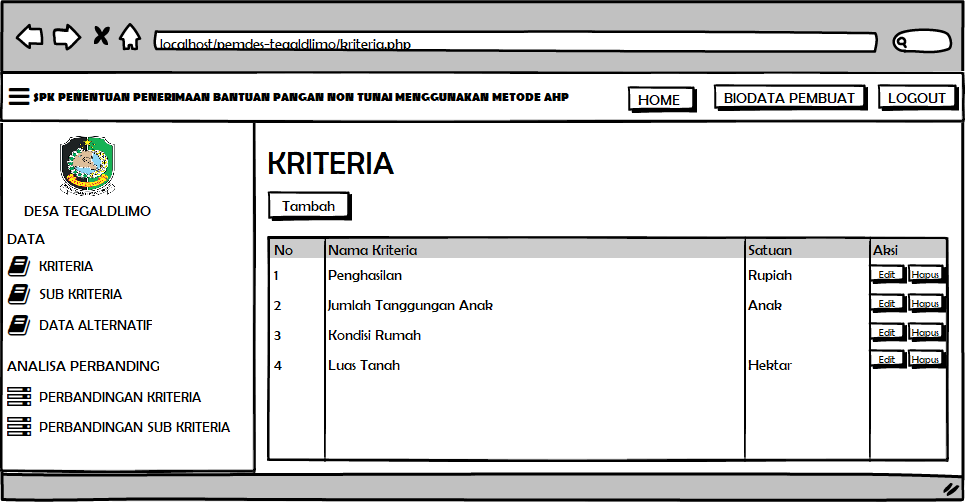 localhost/pemdes-tegaldlimo/kriteria.php
SPK PENENTUAN PENERIMAAN BANTUAN PANGAN NON TUNAI MENGGUNAKAN METODE AHP
HOME
BIODATA PEMBUAT
LOGOUT
DESA TEGALDLIMO
DATA
KRITERIA
SUB KRITERIA
DATA ALTERNATIF
ANALISA PERBANDING
PERBANDINGAN KRITERIA
PERBANDINGAN SUB KRITERIA
KRITERIA
Tambah
No Nama Kriteria Satuan Aksi
1 Penghasilan Rupiah Edit Hapus
2 Jumlah Tanggungan Anak Anak Edit Hapus
3 Kondisi Rumah Edit Hapus
4 Luas Tanah Hektar Edit Hapus